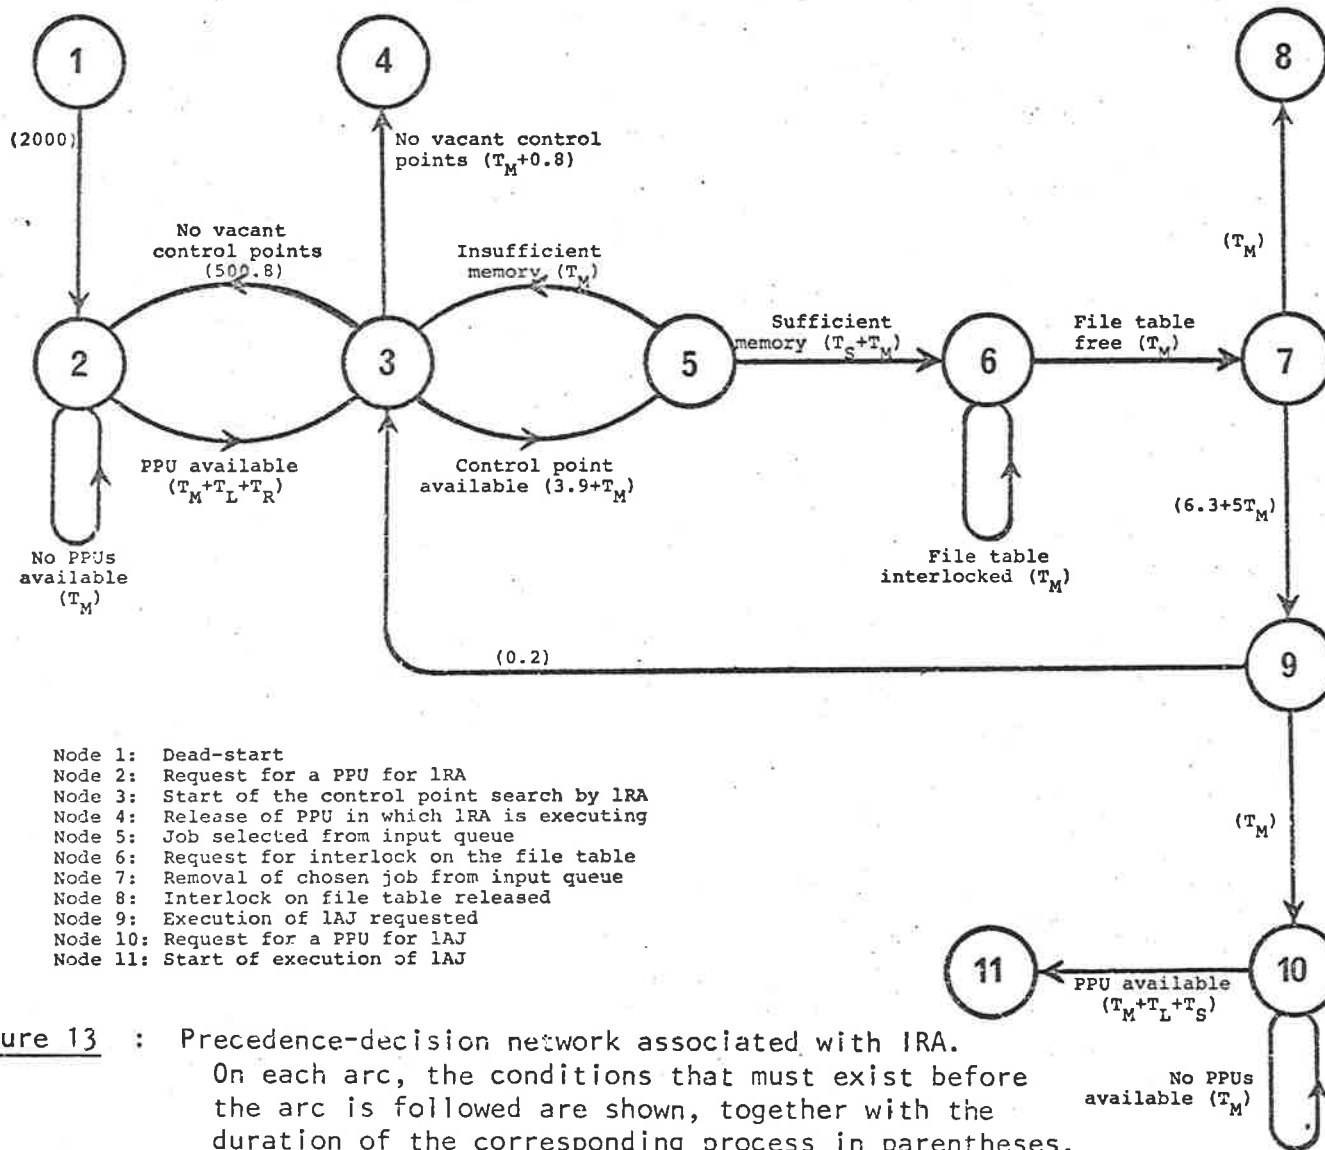 1
4
8
(2000)
No vacant control
points (T_M+0.8)
No vacant
control points
(500.8)
Insufficient
memory (T_M)
(T_M)
Sufficient
memory (T_S+T_M)
File table
free (T_M)
2
3
5
6
7
PPU available
(T_M+T_L+T_R)
Control point
available (3.9+T_M)
(6.3+5T_M)
No PPUs
available
(T_M)
File table
interlocked (T_M)
(0.2)
9
Node 1: Dead-start
Node 2: Request for a PPU for 1RA
Node 3: Start of the control point search by 1RA
Node 4: Release of PPU in which 1RA is executing
Node 5: Job selected from input queue
Node 6: Request for interlock on the file table
Node 7: Removal of chosen job from input queue
Node 8: Interlock on file table released
Node 9: Execution of 1AJ requested
Node 10: Request for a PPU for 1AJ
Node 11: Start of execution of 1AJ
(T_M)
11
10
PPU available
(T_M+T_L+T_S)
No PPUs
available (T_M)
ure 13 : Precedence-decision network associated with IRA.
On each arc, the conditions that must exist before
the arc is followed are shown, together with the
duration of the corresponding process in parentheses.